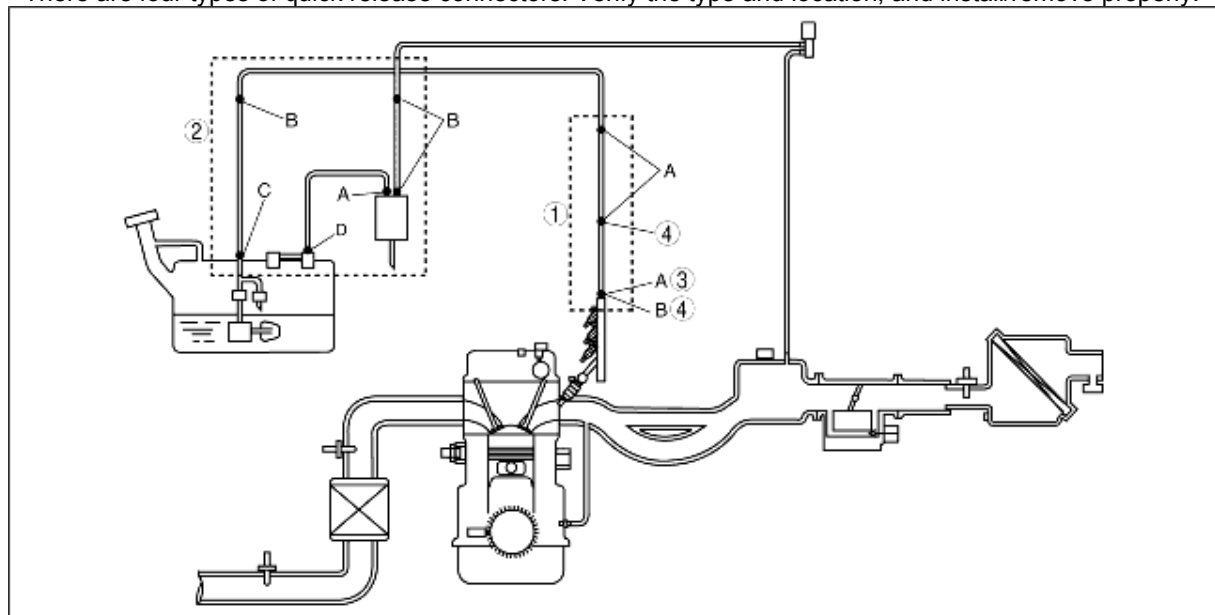 There are four types of quick release connectors. Verify the type and location, and install/remove properly.
B
B
②
A
C
A
①
D
④
A ③
B ④